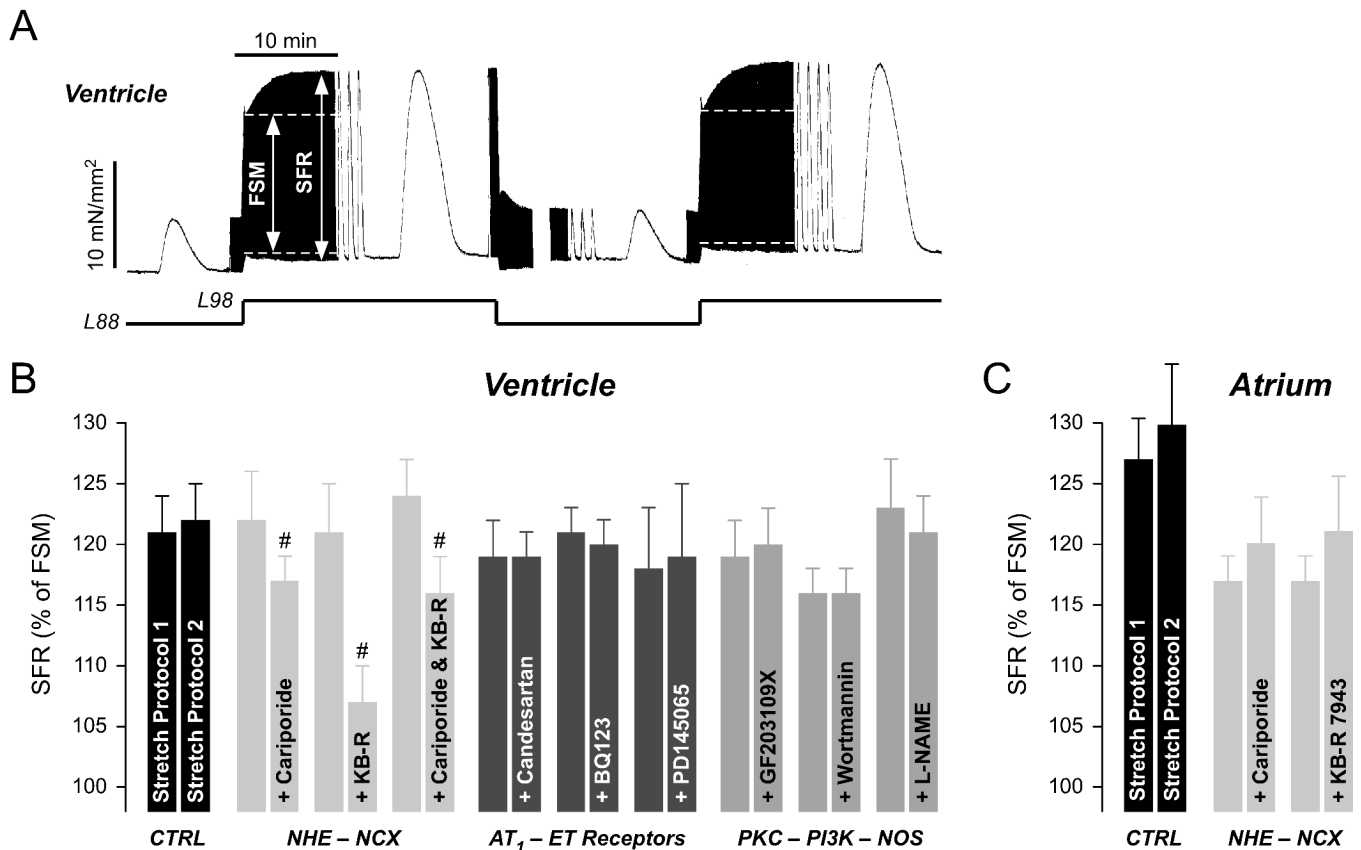 A
10 min
Ventricle
FSM
SFR
10 mN/mm²
L98
L88
B
Ventricle
SFR (% of FSM)
130
125
120
115
110
105
100
Stretch Protocol 1
Stretch Protocol 2
#
+ Cariporide
#
+ KB-R
#
+ Cariporide & KB-R
+ Candesartan
+ BQ123
+ PD145065
+ GF203109X
+ Wortmannin
+ L-NAME
CTRL
NHE – NCX
AT₁ – ET Receptors
PKC – PI3K – NOS
C
Atrium
SFR (% of FSM)
130
125
120
115
110
105
100
Stretch Protocol 1
Stretch Protocol 2
+ Cariporide
+ KB-R 7943
CTRL
NHE – NCX